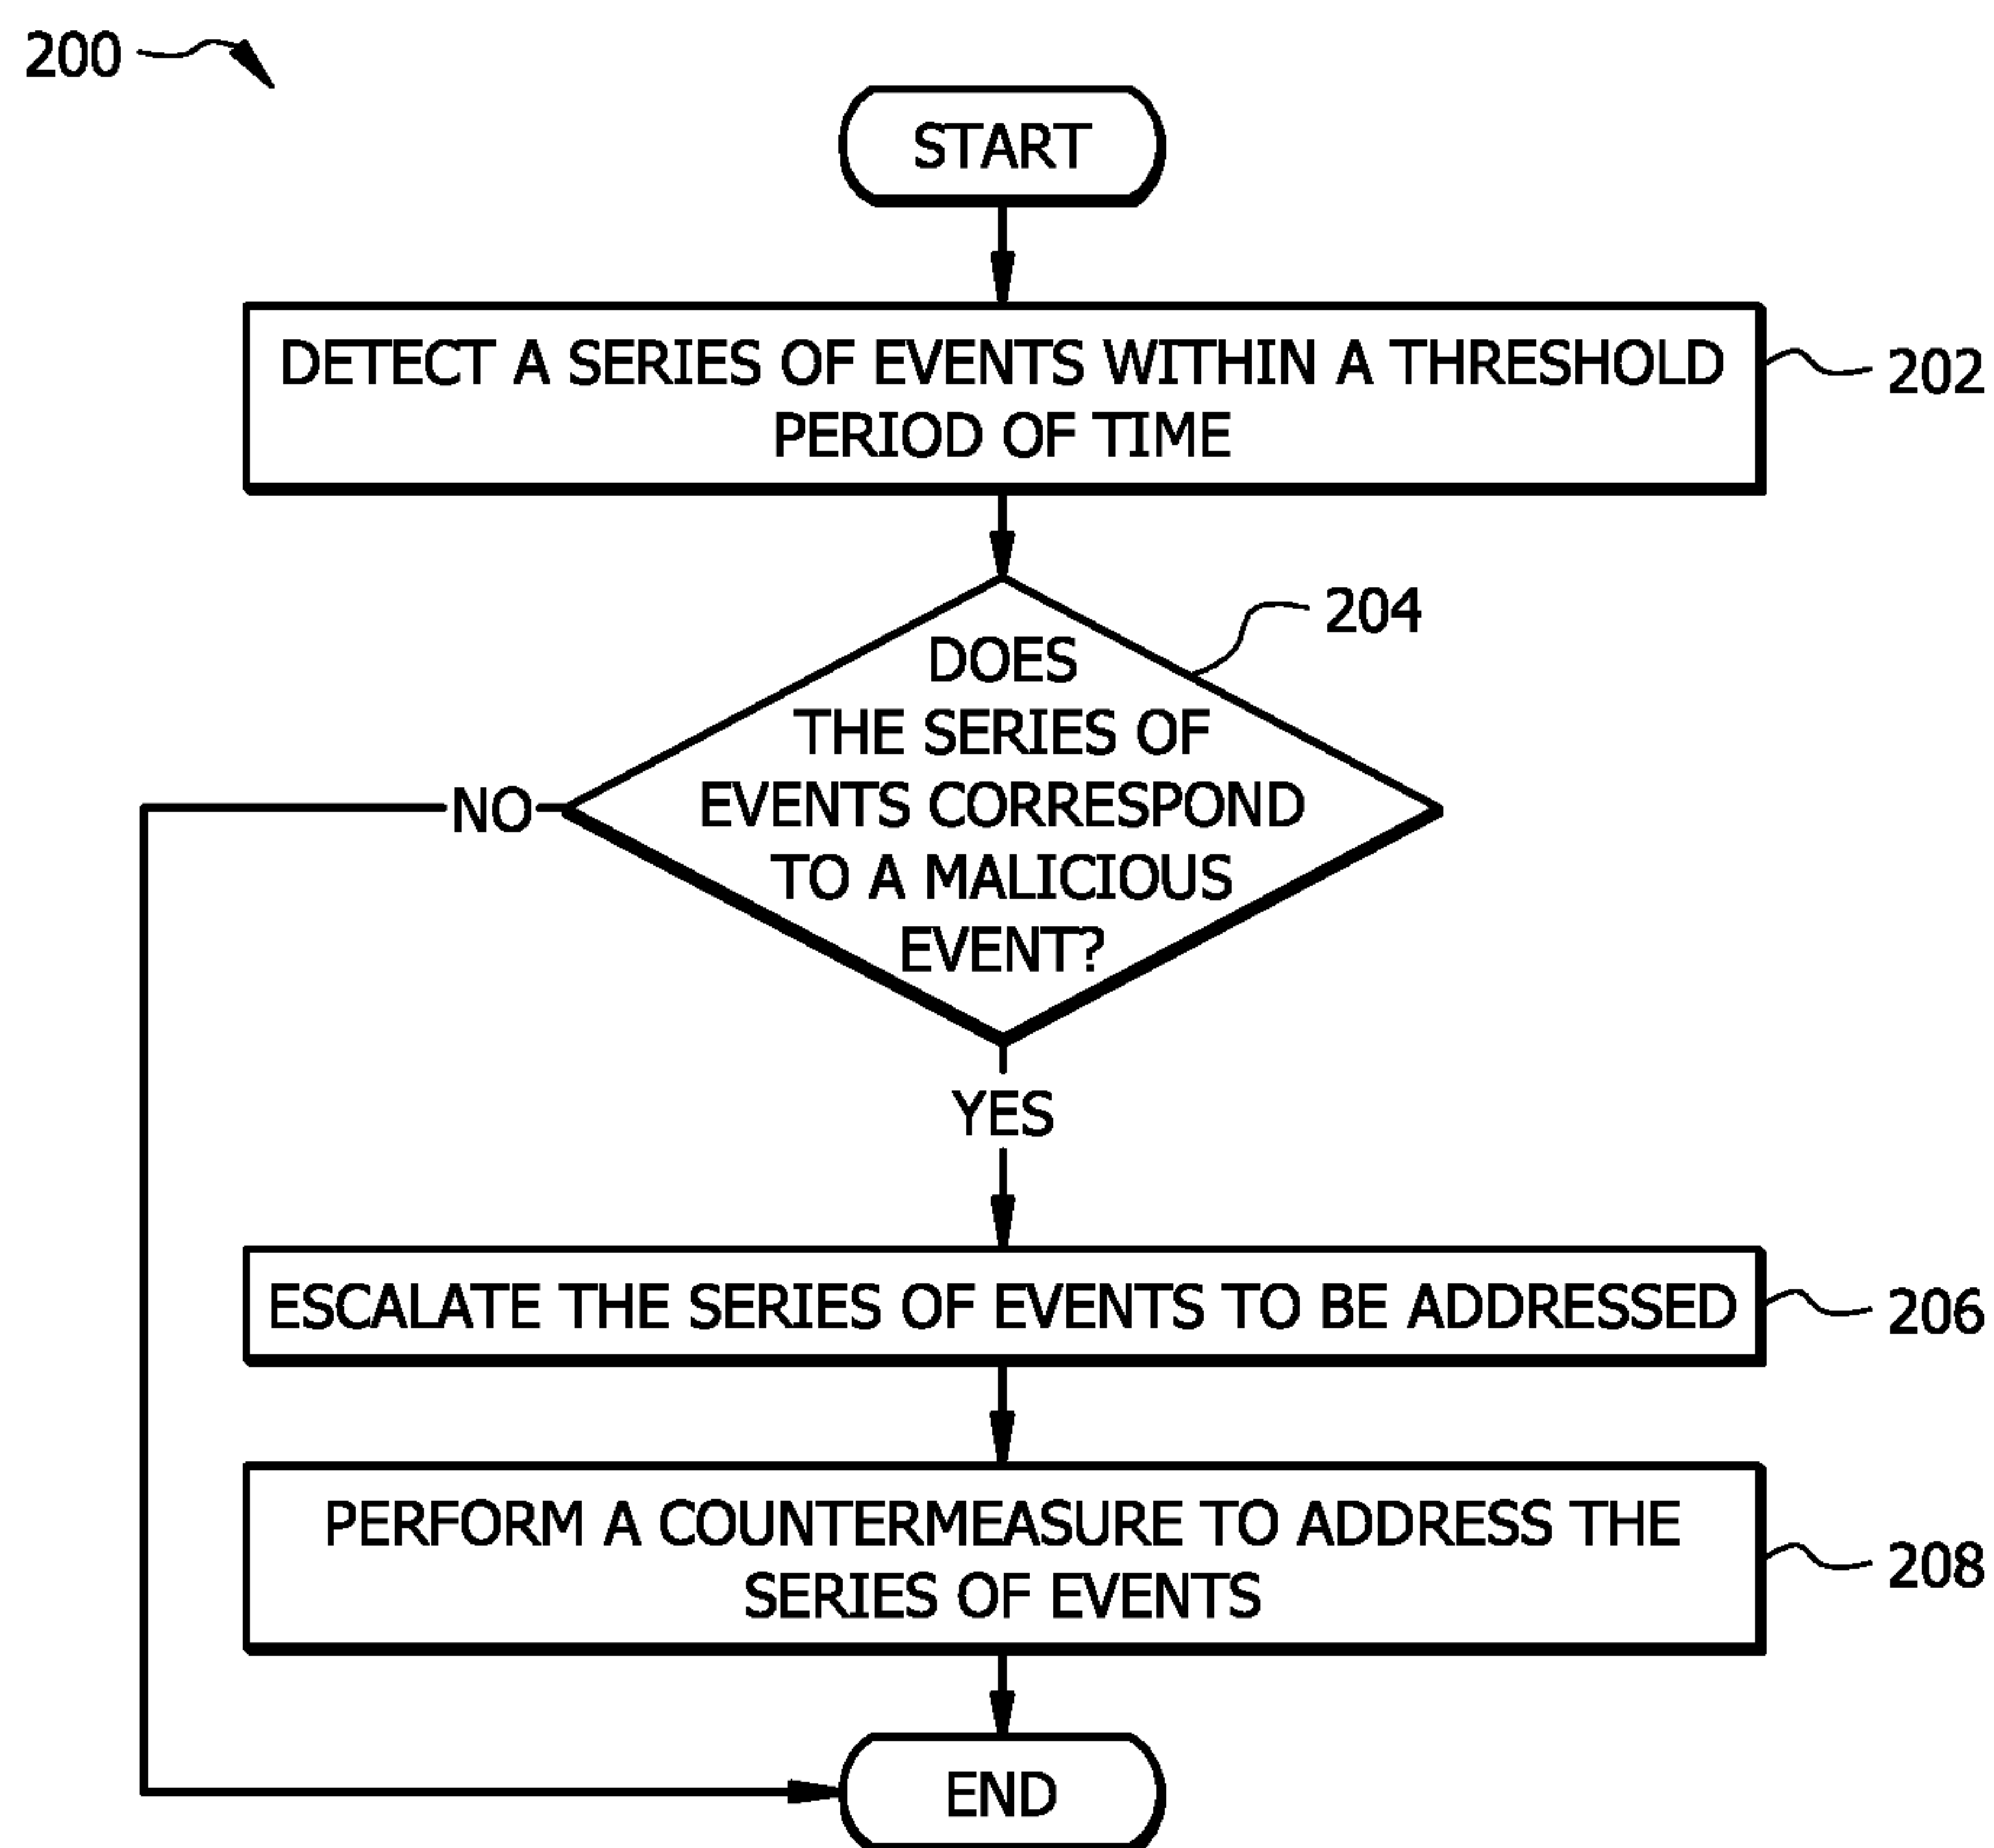 200
START
DETECT A SERIES OF EVENTS WITHIN A THRESHOLD
PERIOD OF TIME
202
204
DOES
THE SERIES OF
EVENTS CORRESPOND
TO A MALICIOUS
EVENT?
NO
YES
ESCALATE THE SERIES OF EVENTS TO BE ADDRESSED
206
PERFORM A COUNTERMEASURE TO ADDRESS THE
SERIES OF EVENTS
208
END